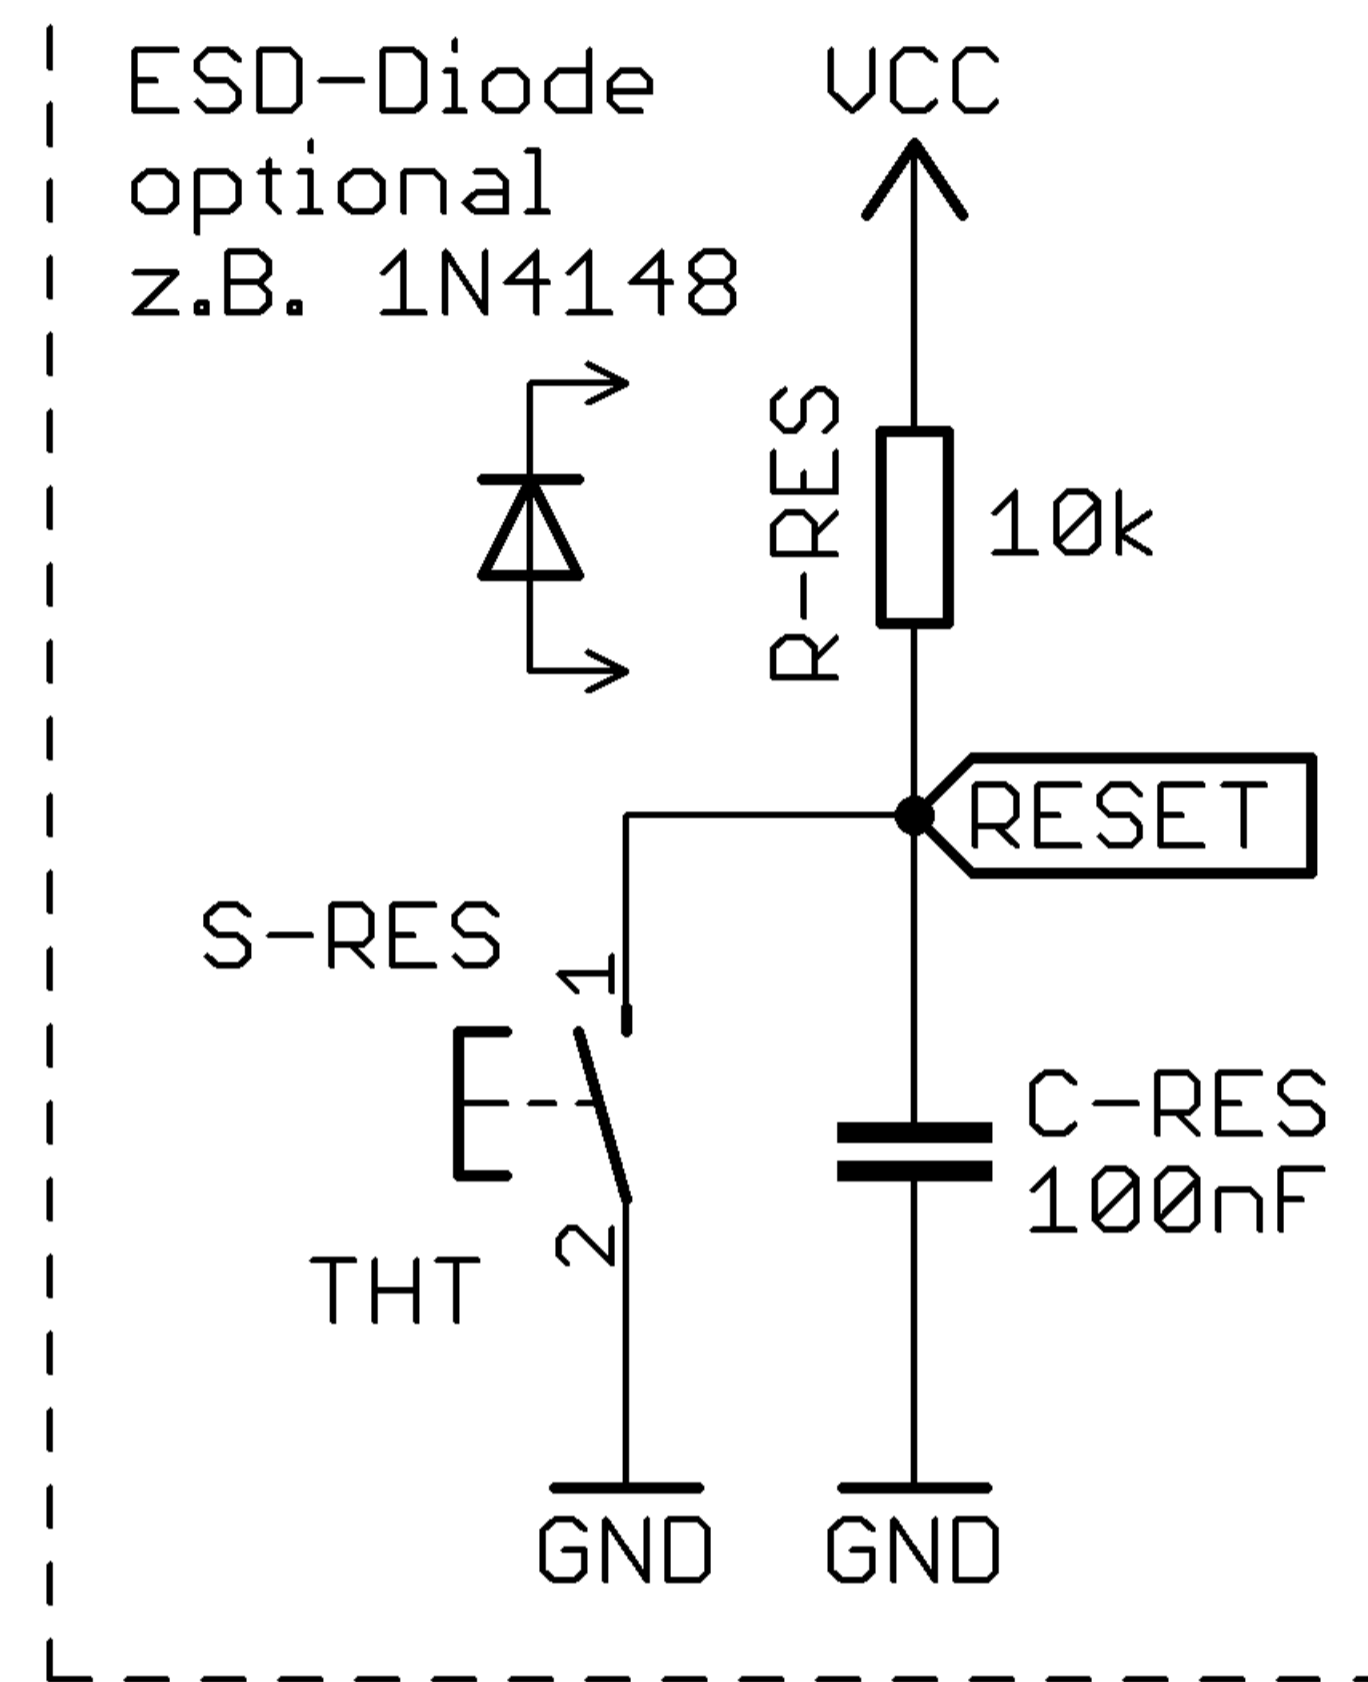 ESD-Diode
optional
z.B. 1N4148
VCC
R-RES
10k
RESET
S-RES
1
C-RES
100nF
2
THT
GND
GND